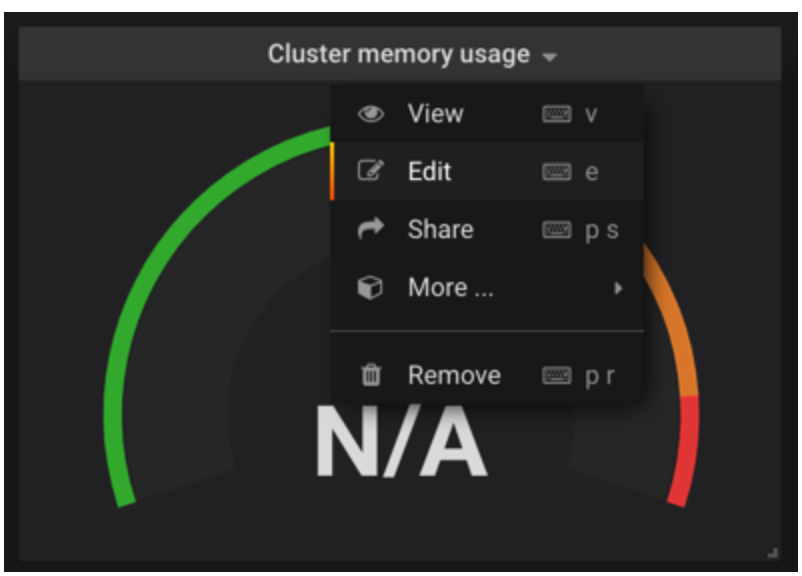 Cluster memory usage
View v
Edit e
Share p s
More ...
Remove p r
N/A